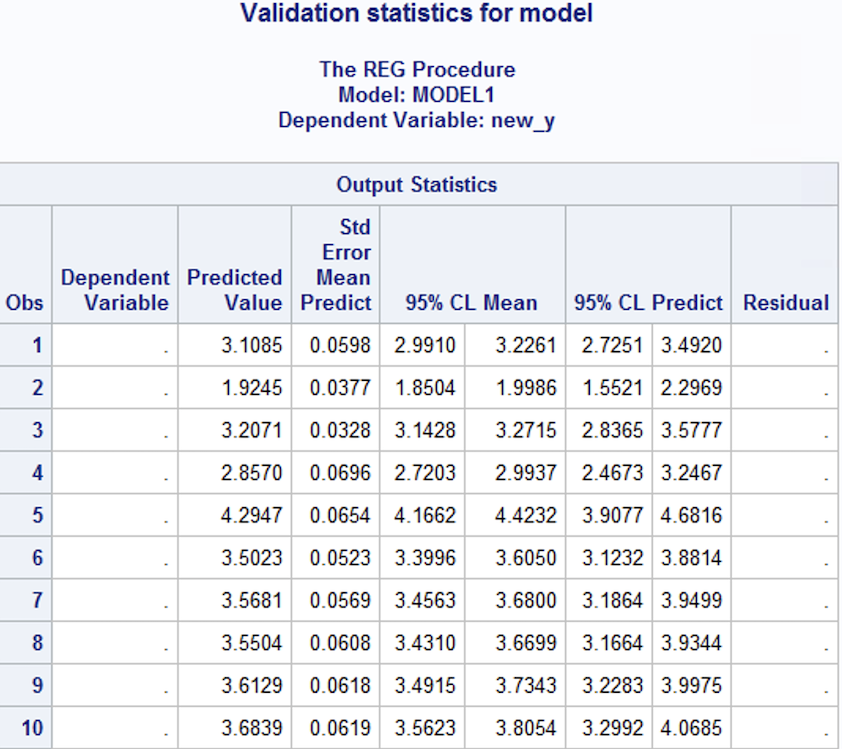 Validation statistics for model
The REG Procedure
Model: MODEL1
Dependent Variable: new_y
Output Statistics
Obs Dependent Variable Predicted Value Std Error Mean Predict 95% CL Mean 95% CL Predict Residual
1 . 3.1085 0.0598 2.9910 3.2261 2.7251 3.4920 .
2 . 1.9245 0.0377 1.8504 1.9986 1.5521 2.2969 .
3 . 3.2071 0.0328 3.1428 3.2715 2.8365 3.5777 .
4 . 2.8570 0.0696 2.7203 2.9937 2.4673 3.2467 .
5 . 4.2947 0.0654 4.1662 4.4232 3.9077 4.6816 .
6 . 3.5023 0.0523 3.3996 3.6050 3.1232 3.8814 .
7 . 3.5681 0.0569 3.4563 3.6800 3.1864 3.9499 .
8 . 3.5504 0.0608 3.4310 3.6699 3.1664 3.9344 .
9 . 3.6129 0.0618 3.4915 3.7343 3.2283 3.9975 .
10 . 3.6839 0.0619 3.5623 3.8054 3.2992 4.0685 .